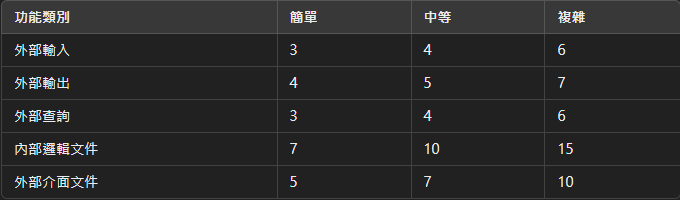 功能類別 簡單 中等 複雜
外部輸入 3 4 6
外部輸出 4 5 7
外部查詢 3 4 6
內部邏輯文件 7 10 15
外部介面文件 5 7 10